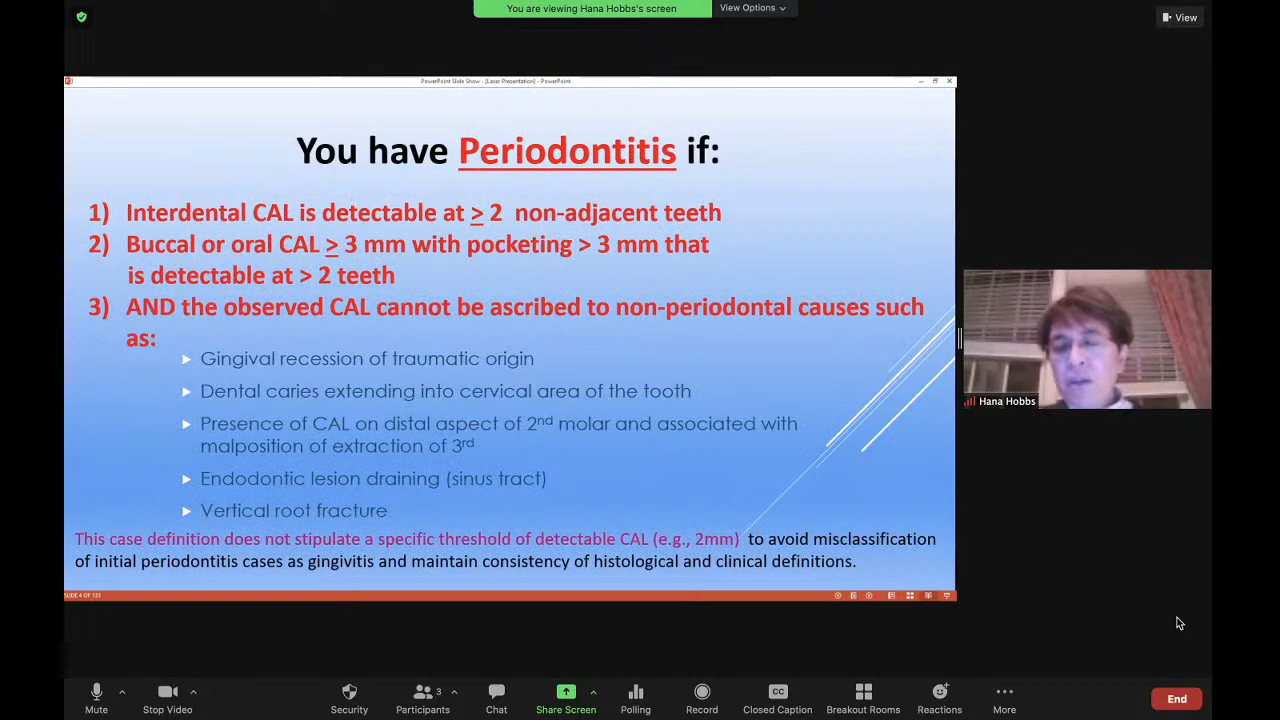 You are viewing Hana Hobbs's screen
View Options
View
PowerPoint Slide Show - [Laser Presentation] - PowerPoint
You have Periodontitis if:
1) Interdental CAL is detectable at ≥ 2 non-adjacent teeth
2) Buccal or oral CAL ≥ 3 mm with pocketing > 3 mm that
is detectable at > 2 teeth
3) AND the observed CAL cannot be ascribed to non-periodontal causes such
as:
Gingival recession of traumatic origin
Dental caries extending into cervical area of the tooth
Presence of CAL on distal aspect of 2nd molar and associated with
malposition of extraction of 3rd
Endodontic lesion draining (sinus tract)
Vertical root fracture
This case definition does not stipulate a specific threshold of detectable CAL (e.g., 2mm) to avoid misclassification
of initial periodontitis cases as gingivitis and maintain consistency of histological and clinical definitions.
SLIDE 4 OF 133
Hana Hobbs
Mute
Stop Video
Security
3
Participants
Chat
Share Screen
Polling
Record
CC
Closed Caption
Breakout Rooms
Reactions
More
End